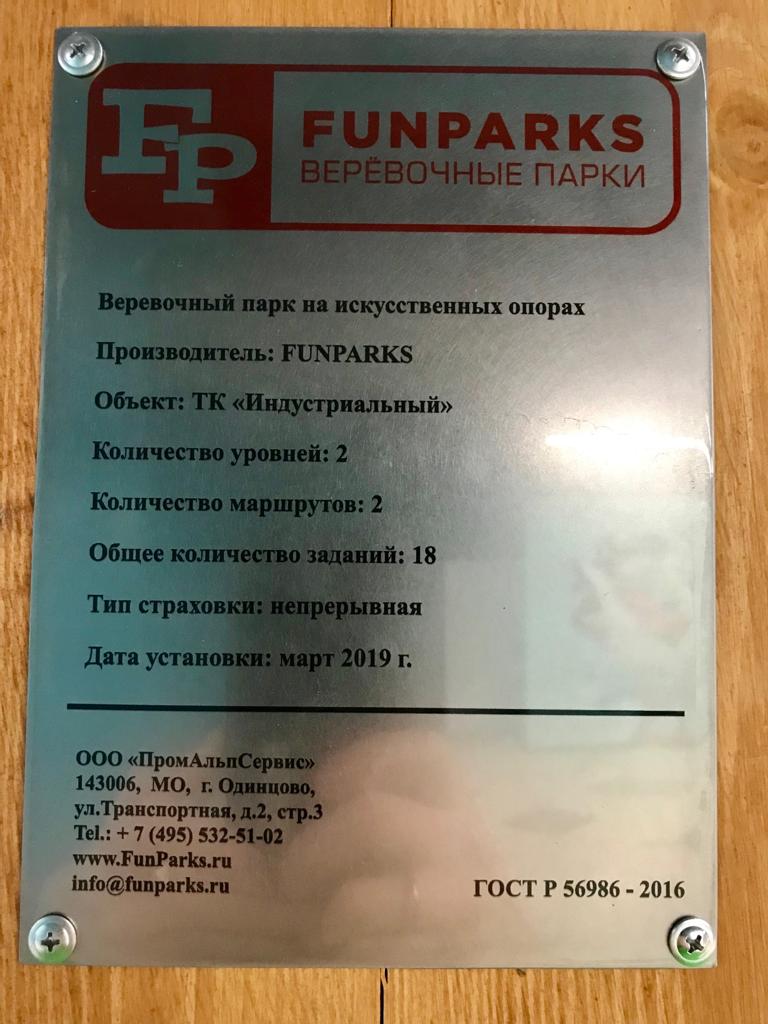 FP
FUNPARKS
ВЕРЁВОЧНЫЕ ПАРКИ
Веревочный парк на искусственных опорах
Производитель: FUNPARKS
Объект: ТК «Индустриальный»
Количество уровней: 2
Количество маршрутов: 2
Общее количество заданий: 18
Тип страховки: непрерывная
Дата установки: март 2019 г.
ООО «ПромАльпСервис»
143006, МО, г. Одинцово,
ул.Транспортная, д.2, стр.3
Tel.: + 7 (495) 532-51-02
www.FunParks.ru
info@funparks.ru
ГОСТ Р 56986 - 2016